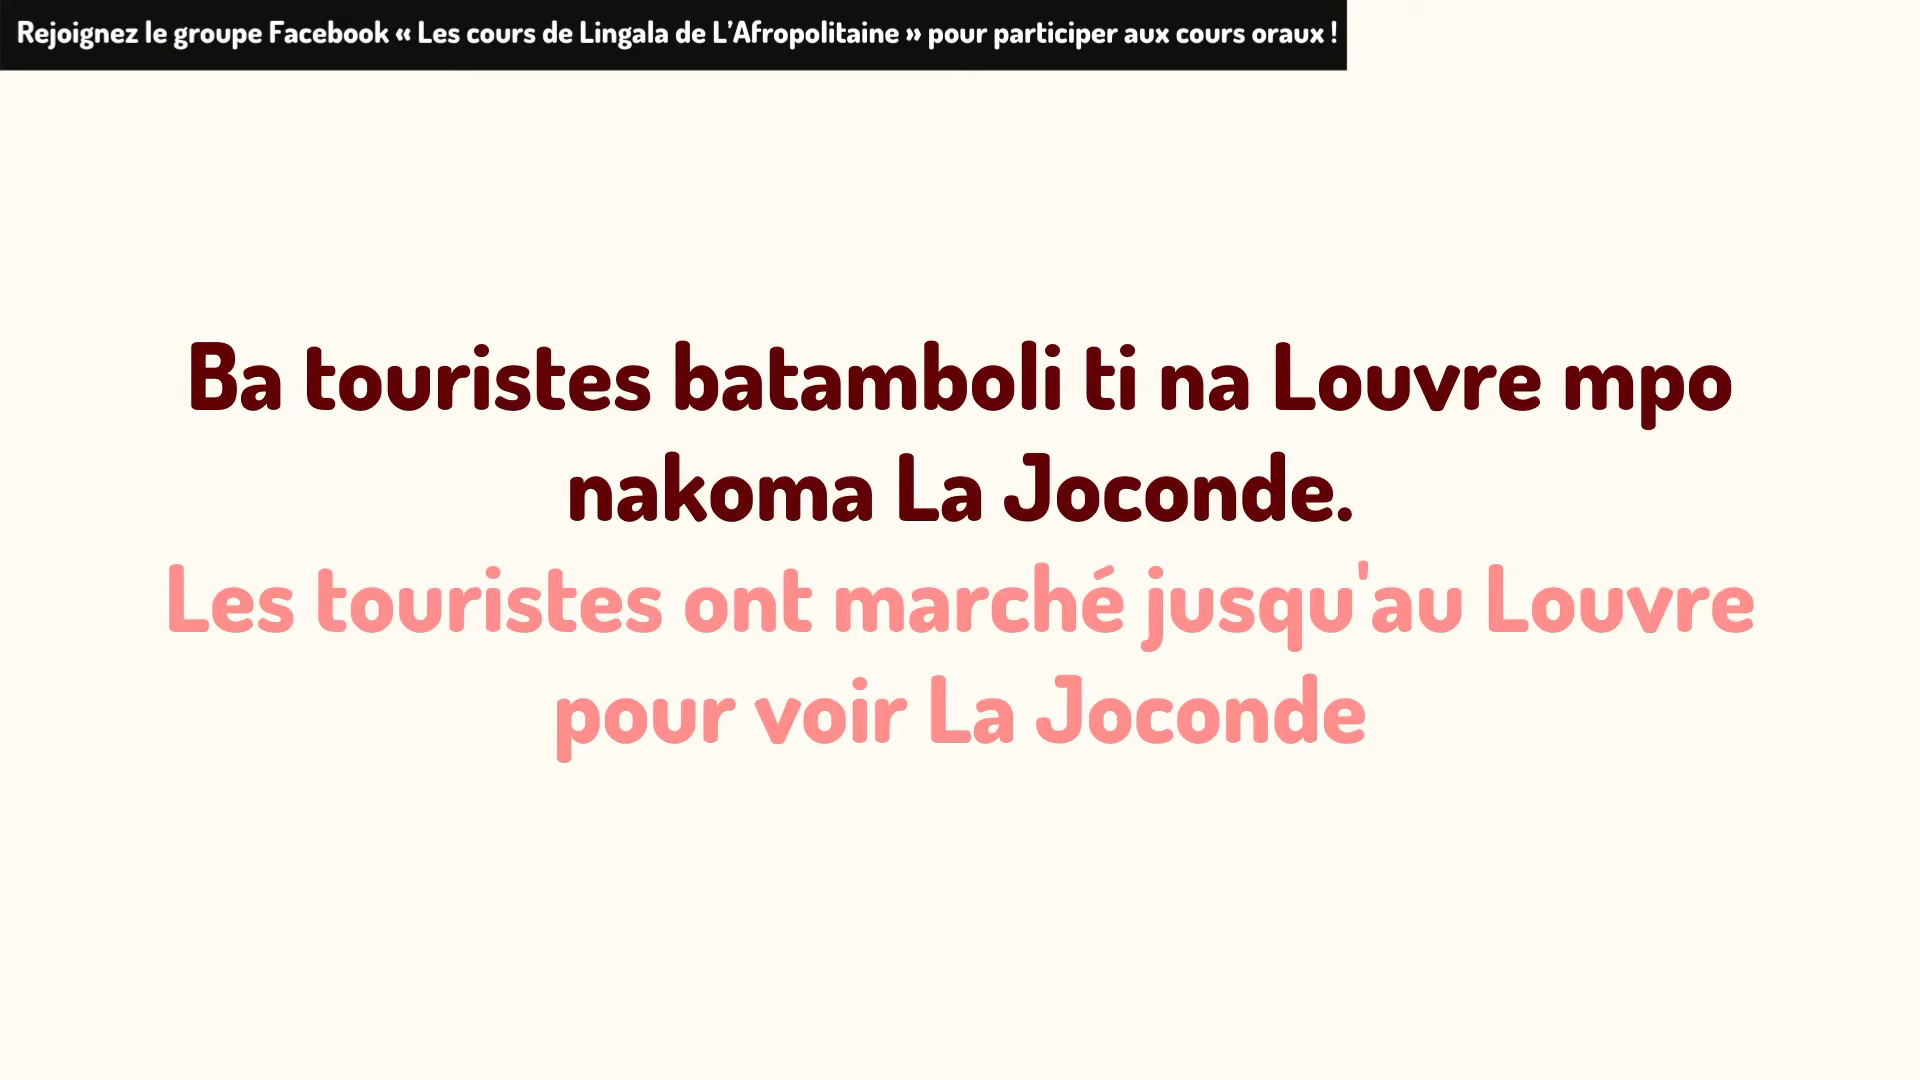 Rejoignez le groupe Facebook « Les cours de Lingala de L’Afropolitaine » pour participer aux cours oraux !
Ba touristes batamboli ti na Louvre mpo
nakoma La Joconde.
Les touristes ont marché jusqu'au Louvre
pour voir La Joconde